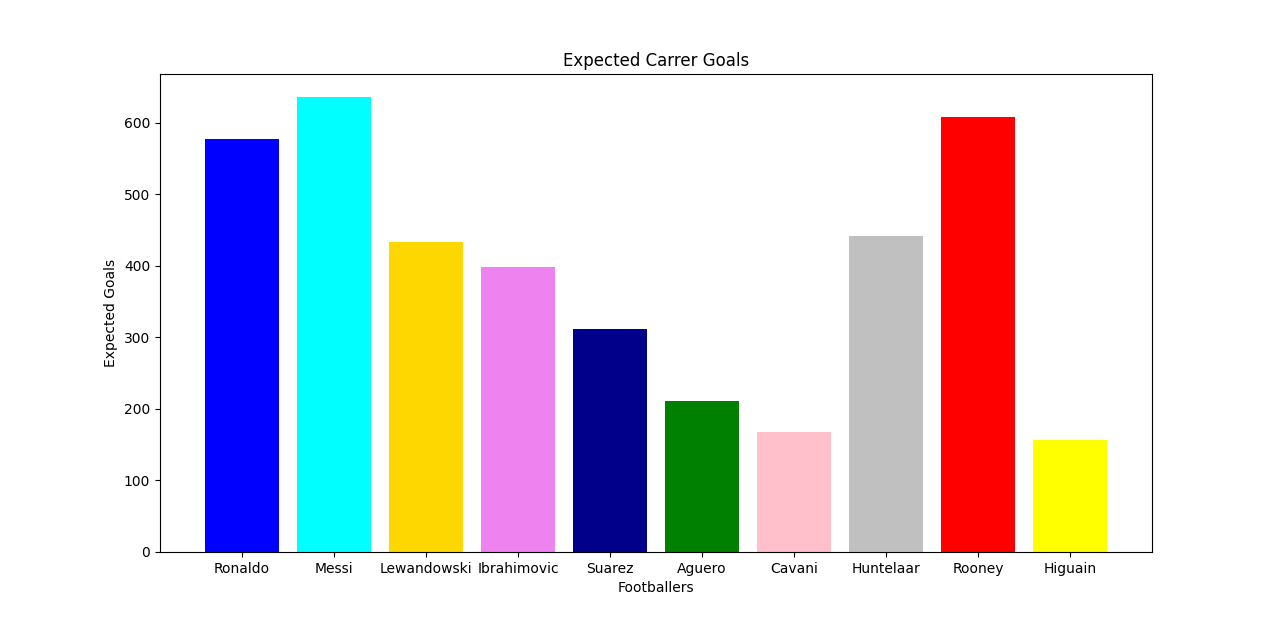 Expected Carrer Goals
Expected Goals
600
500
400
300
200
100
0
Ronaldo Messi Lewandowski Ibrahimovic Suarez Aguero Cavani Huntelaar Rooney Higuain
Footballers